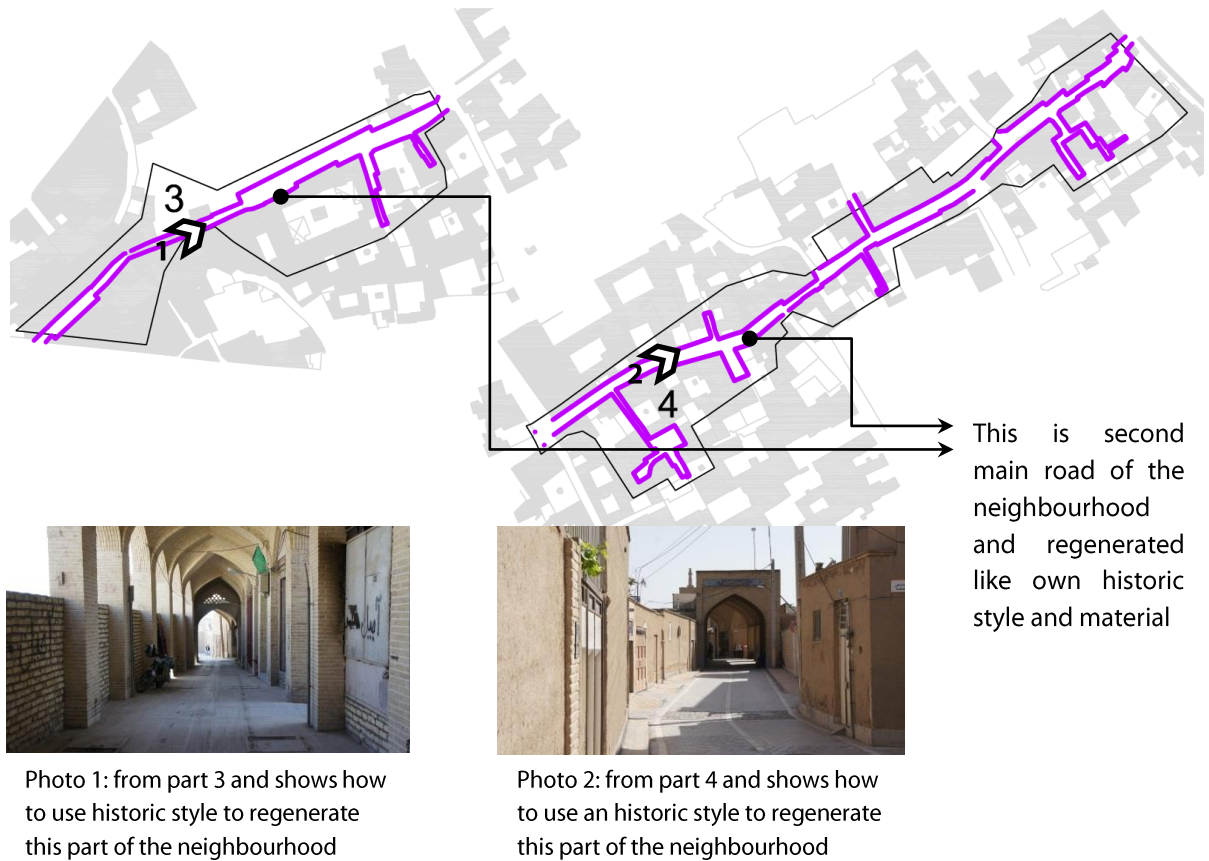 3
1
2
4
This is second
main road of the
neighbourhood
and regenerated
like own historic
style and material
Photo 1: from part 3 and shows how
to use historic style to regenerate
this part of the neighbourhood
Photo 2: from part 4 and shows how
to use an historic style to regenerate
this part of the neighbourhood